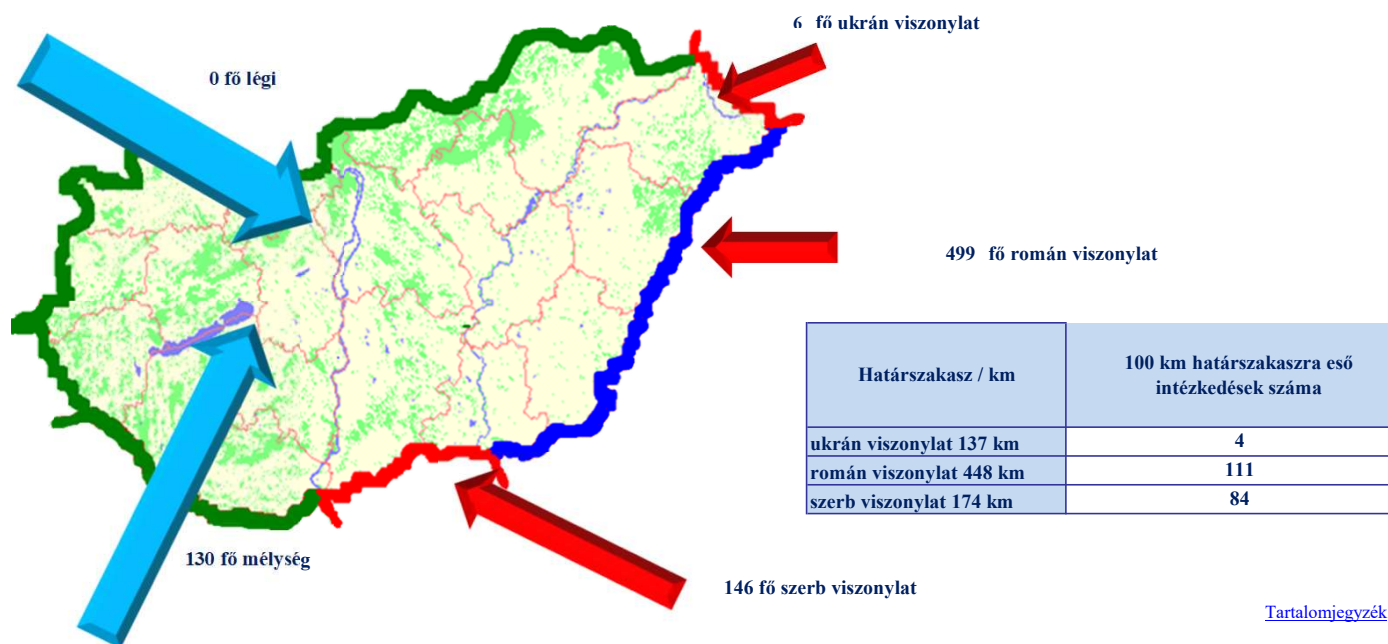 6 fő ukrán viszonylat
0 fő légi
499 fő román viszonylat
Határszakasz / km
100 km határszakaszra eső
intézkedések száma
ukrán viszonylat 137 km 4
román viszonylat 448 km 111
szerb viszonylat 174 km 84
130 fő mélység
146 fő szerb viszonylat
Tartalomjegyzék